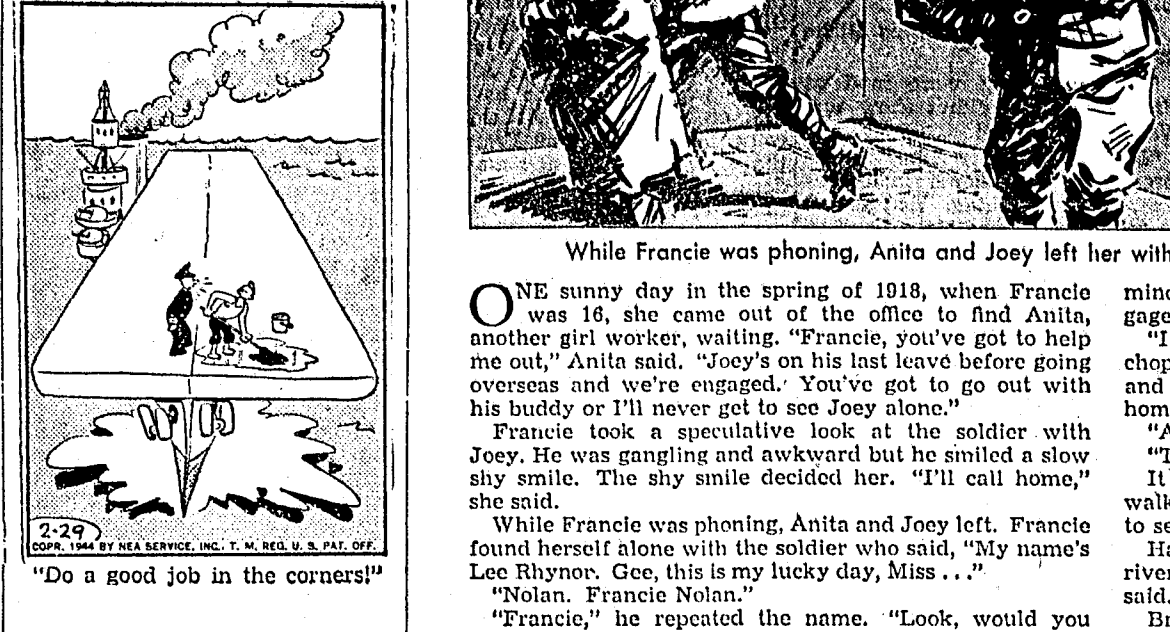 2-29
COPR. 1944 BY NEA SERVICE, INC. T. M. REG. U. S. PAT. OFF.
"Do a good job in the corners!"
While Francie was phoning, Anita and Joey left her with
ONE sunny day in the spring of 1918, when Francie
was 16, she came out of the office to find Anita,
another girl worker, waiting. "Francie, you've got to help
me out," Anita said. "Joey's on his last leave before going
overseas and we're engaged. You've got to go out with
his buddy or I'll never get to see Joey alone."
Francie took a speculative look at the soldier with
Joey. He was gangling and awkward but he smiled a slow
shy smile. The shy smile decided her. "I'll call home,"
she said.
While Francie was phoning, Anita and Joey left. Francie
found herself alone with the soldier who said, "My name's
Lee Rhynor. Gee, this is my lucky day, Miss . . ."
"Nolan. Francie Nolan."
"Francie," he repeated the name. "Look, would you
mind
gage
"I
chop
and
hom
"A
"T
It
walk
to se
Ha
river
said.
Br